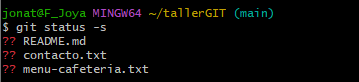 jonat@F_Joya MINGW64 ~/tallerGIT (main)
$ git status -s
?? README.md
?? contacto.txt
?? menu-cafeteria.txt